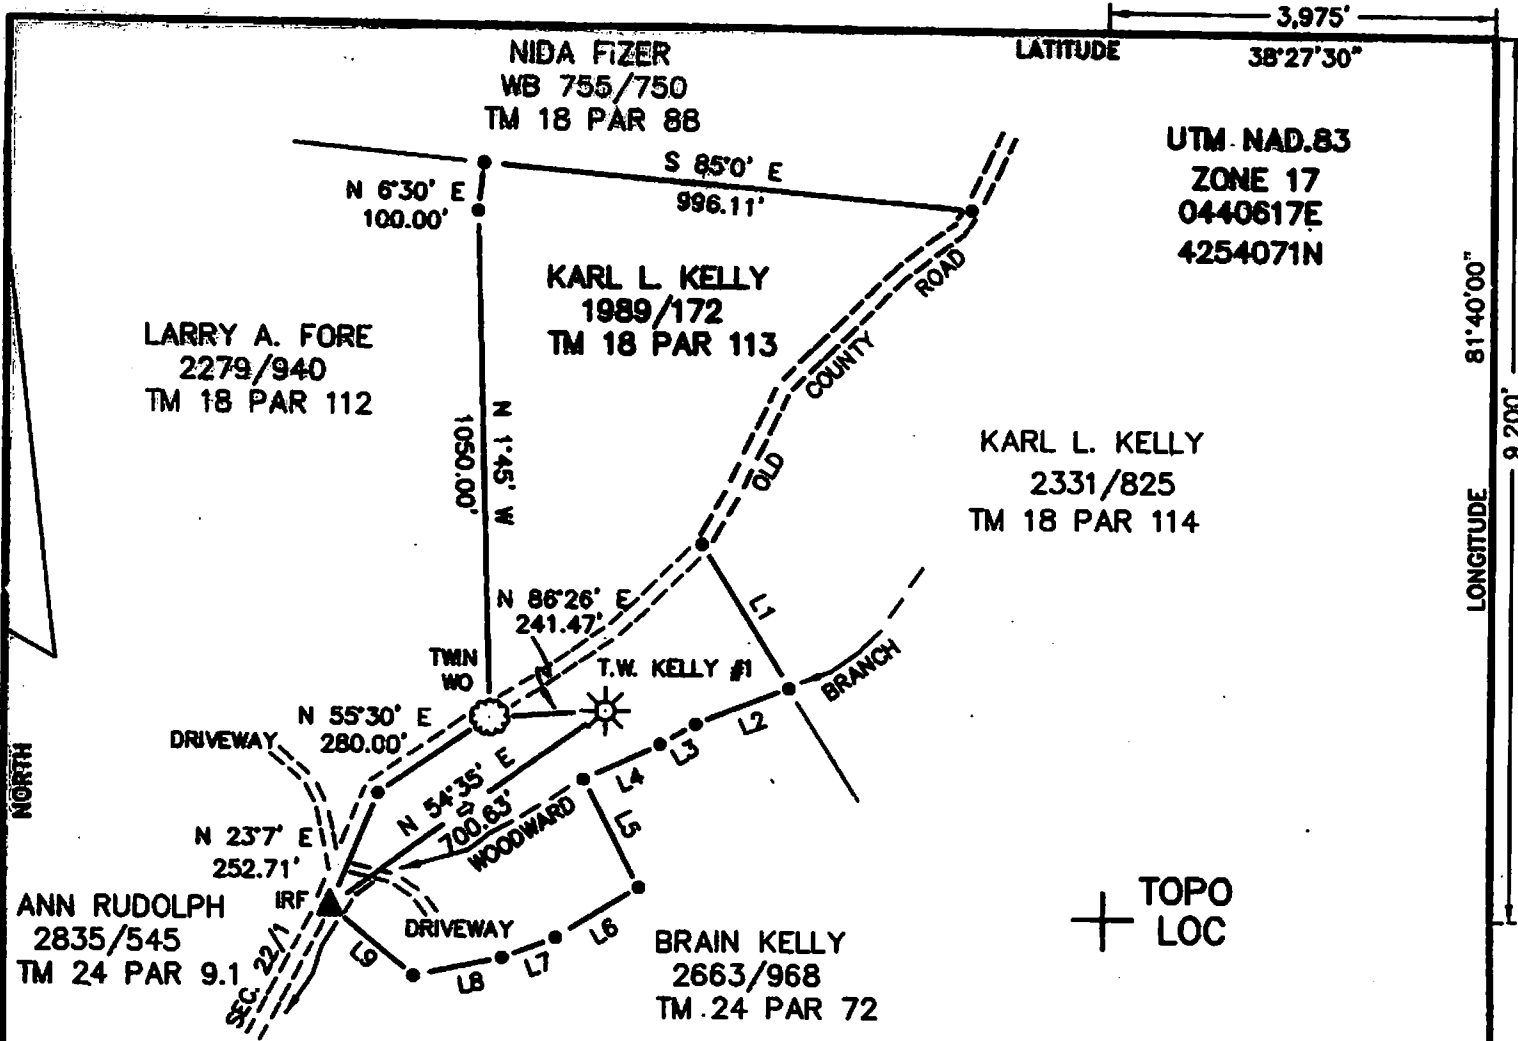 3,975'
LATITUDE
38°27'30"
NIDA FIZER
WB 755/750
TM 18 PAR 88
UTM NAD.83
ZONE 17
0440617E
4254071N
S 85°0' E
996.11'
N 6°30' E
100.00'
KARL L. KELLY
1989/172
TM 18 PAR 113
LARRY A. FORE
2279/940
TM 18 PAR 112
OLD COUNTY ROAD
81°40'00"
LONGITUDE
9,200'
N 1°45' W
1050.00'
KARL L. KELLY
2331/825
TM 18 PAR 114
N 86°26' E
241.47'
L1
TWIN
WO
T.W. KELLY #1
BRANCH
N 55°30' E
280.00'
L2
L3
L4
L5
DRIVEWAY
N 54°35' E
700.63'
WOODWARD
NORTH
N 23°7' E
252.71'
IRF
ANN RUDOLPH
2835/545
TM 24 PAR 9.1
SEC. 22/1
DRIVEWAY
L9
L8
L7
L6
BRAIN KELLY
2663/968
TM 24 PAR 72
TOPO
LOC